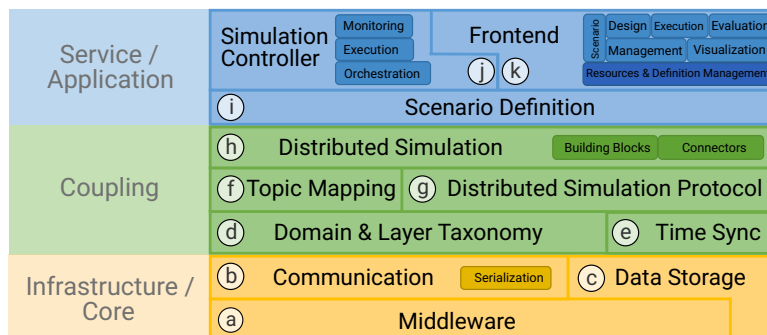 Service /
Application
Simulation
Controller
Monitoring
Execution
Orchestration
j
k
Frontend
Scenario
Design
Execution
Evaluation
Management
Visualization
Resources & Definition Management
i
Scenario Definition
Coupling
h
Distributed Simulation
Building Blocks
Connectors
f
Topic Mapping
g
Distributed Simulation Protocol
d
Domain & Layer Taxonomy
e
Time Sync
Infrastructure /
Core
b
Communication
Serialization
c
Data Storage
a
Middleware